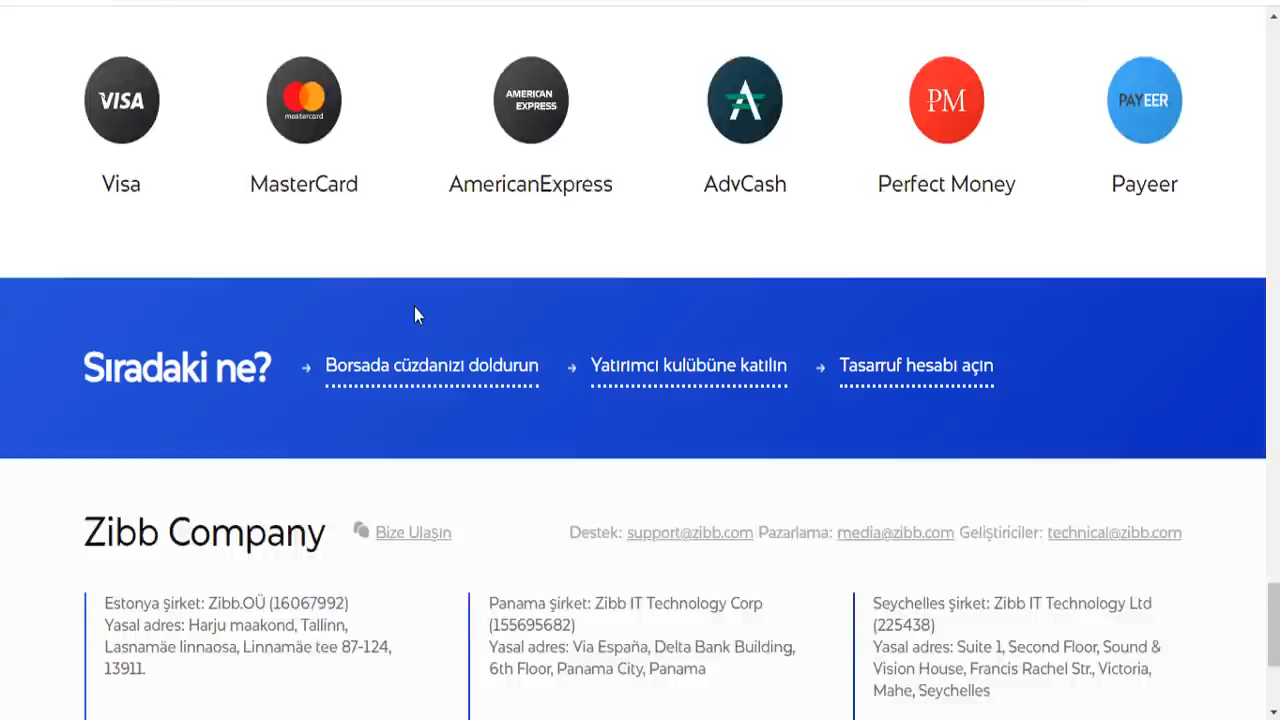 VISA
mastercard
AMERICAN
EXPRESS
PM
PAYEER
Visa
MasterCard
AmericanExpress
AdvCash
Perfect Money
Payeer
Sıradaki ne?
Borsada cüzdanızı doldurun
Yatırımcı kulübüne katılın
Tasarruf hesabı açın
Zibb Company
Bize Ulaşın
Destek: support@zibb.com Pazarlama: media@zibb.com Geliştiriciler: technical@zibb.com
Estonya şirket: Zibb.OÜ (16067992)
Yasal adres: Harju maakond, Tallinn,
Lasnamäe linnaosa, Linnamäe tee 87-124,
13911.
Panama şirket: Zibb IT Technology Corp
(155695682)
Yasal adres: Via España, Delta Bank Building,
6th Floor, Panama City, Panama
Seychelles şirket: Zibb IT Technology Ltd
(225438)
Yasal adres: Suite 1, Second Floor, Sound &
Vision House, Francis Rachel Str., Victoria,
Mahe, Seychelles